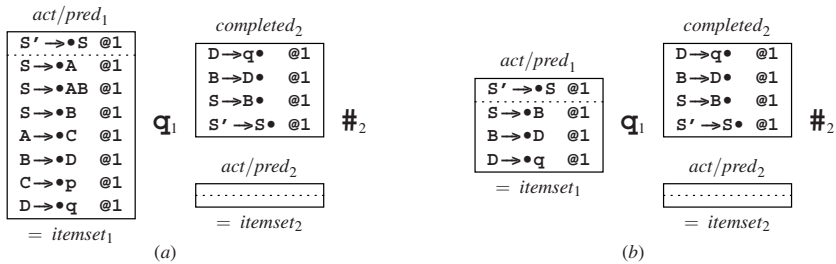 act/pred₁
S' → •S @1
S→•A @1
S→•AB @1
S→•B @1
A→•C @1
B→•D @1
C→•p @1
D→•q @1
= itemset₁
q₁
completed₂
D→q• @1
B→D• @1
S→B• @1
S'→S• @1
act/pred₂
= itemset₂
#₂
(a)
act/pred₁
S' →•S @1
S→•B @1
B→•D @1
D→•q @1
= itemset₁
q₁
completed₂
D→q• @1
B→D• @1
S→B• @1
S'→S• @1
act/pred₂
= itemset₂
#₂
(b)